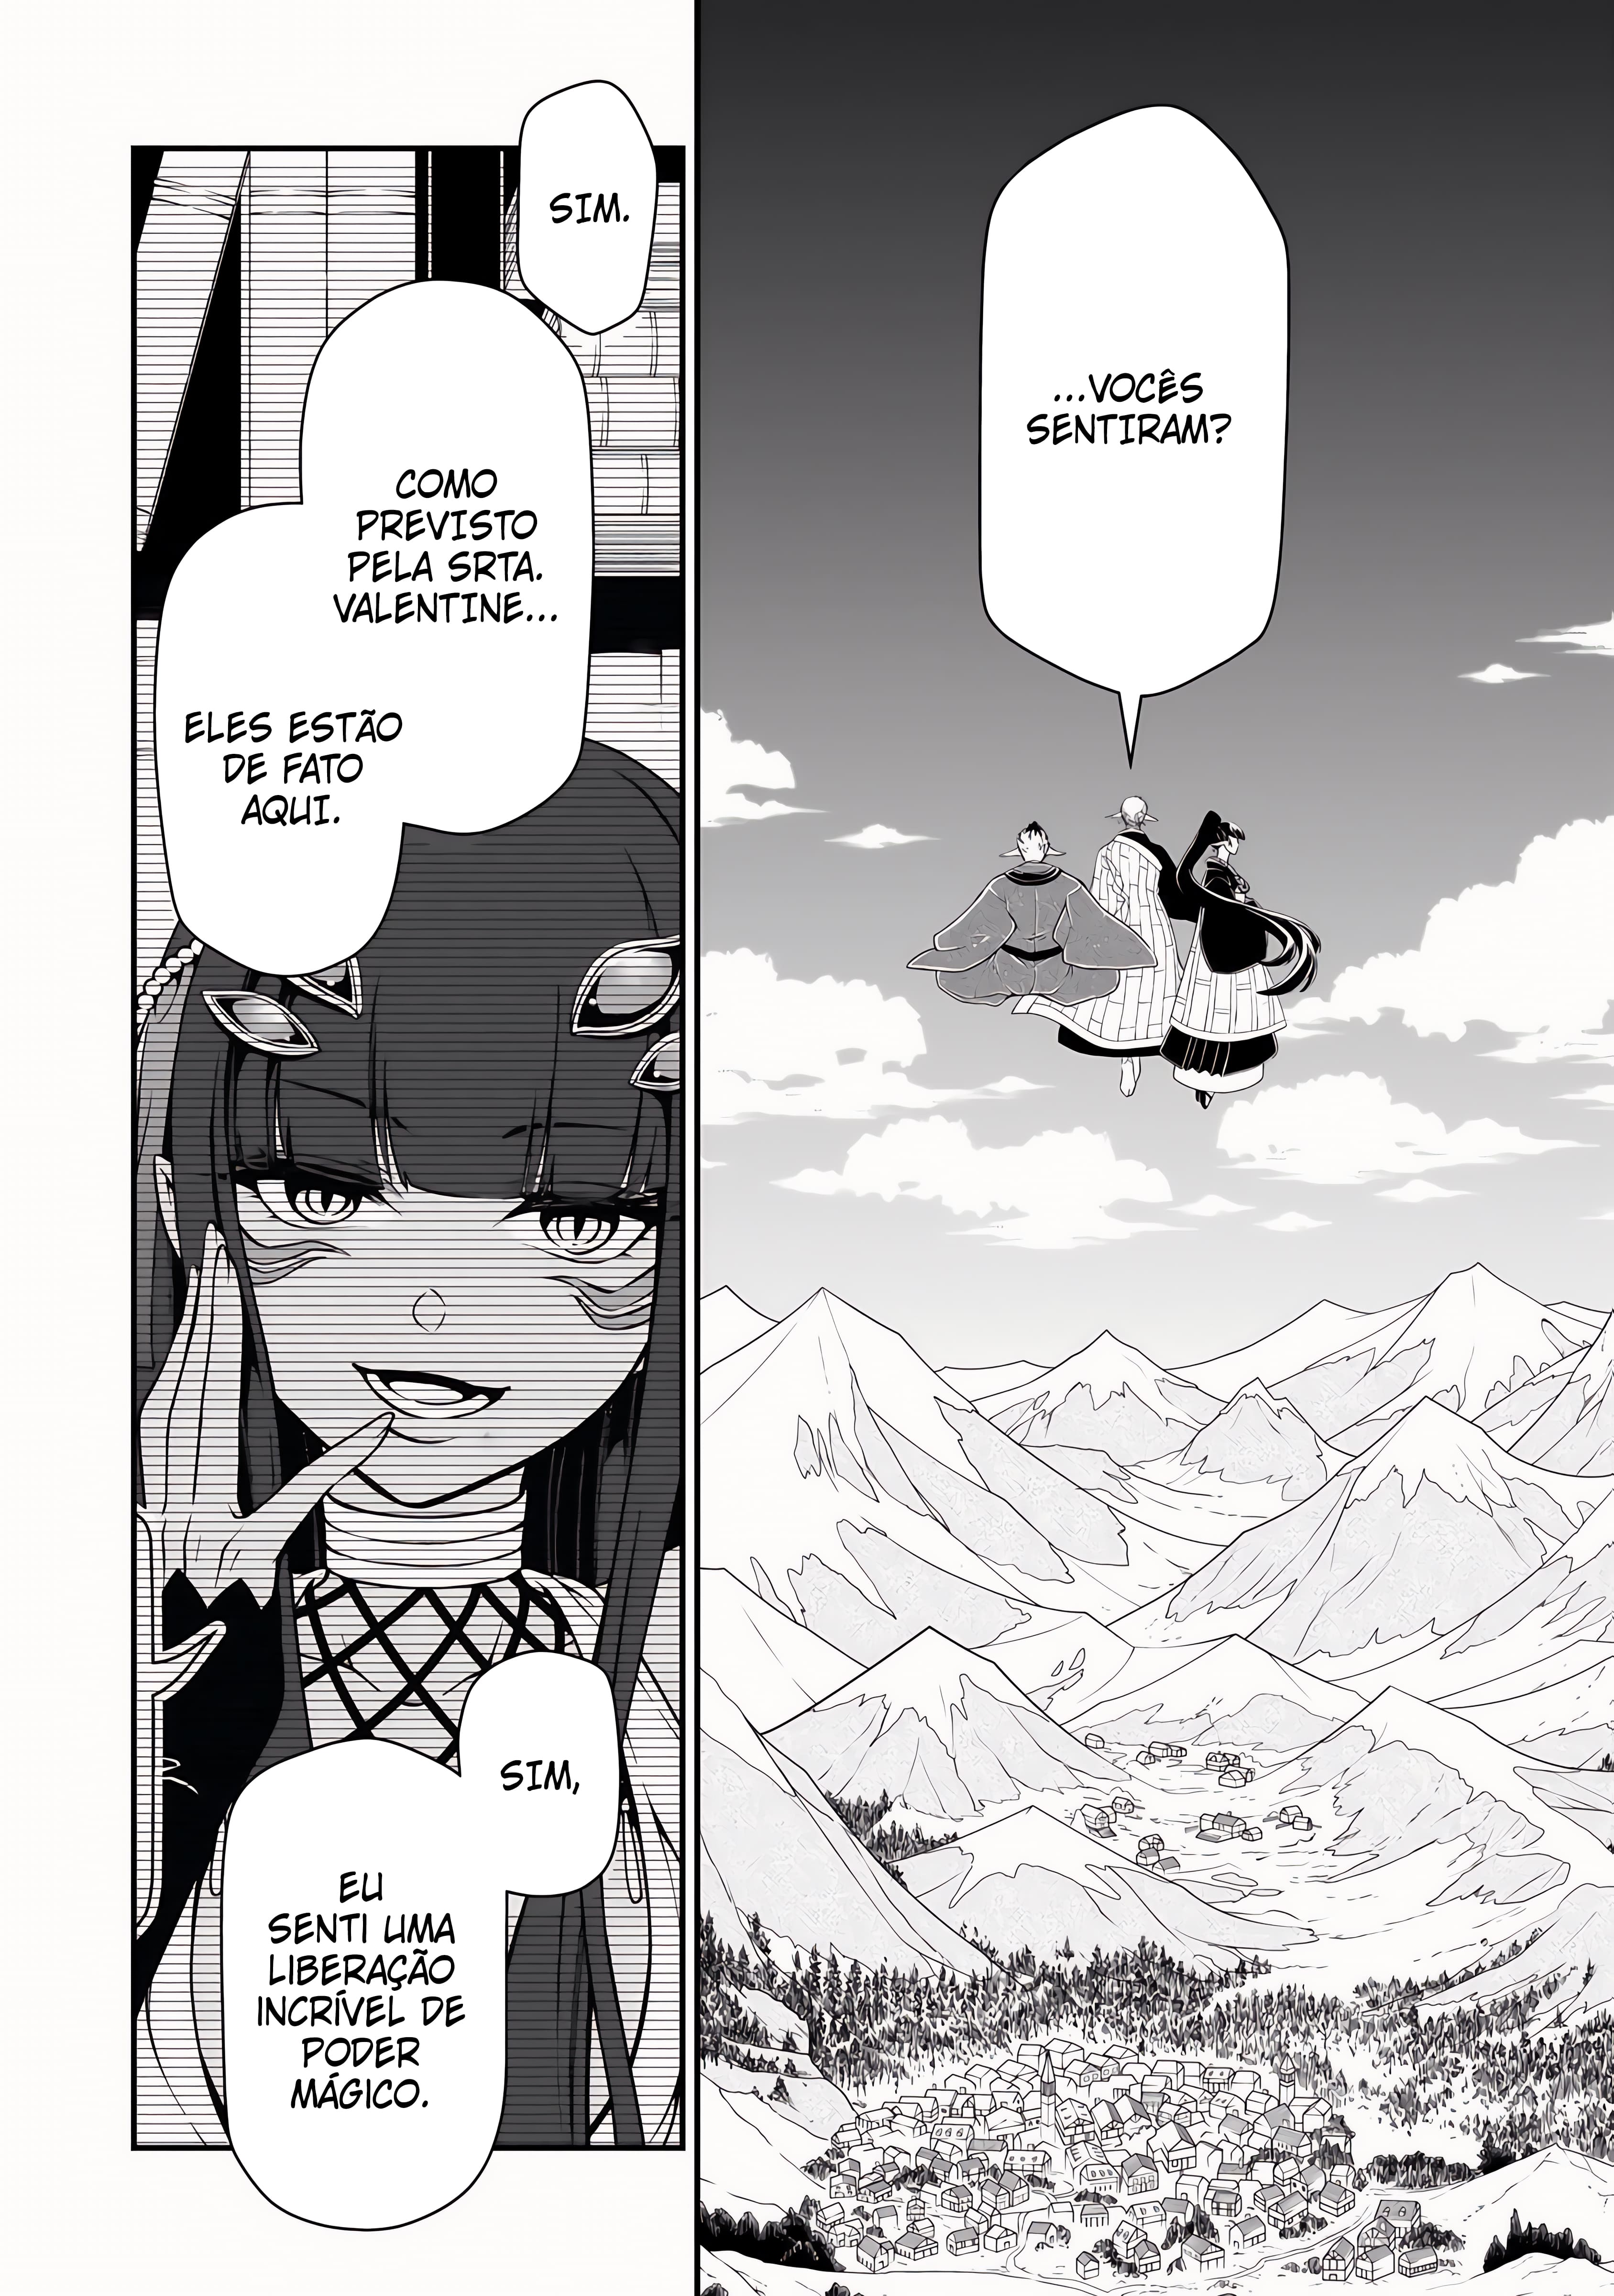 ...VOCÊS
SENTIRAM?
SIM.
COMO
PREVISTO
PELA SRTA.
VALENTINE...
ELES ESTÃO
DE FATO
AQUI.
SIM,
EU
SENTI UMA
LIBERAÇÃO
INCRÍVEL DE
PODER
MÁGICO.